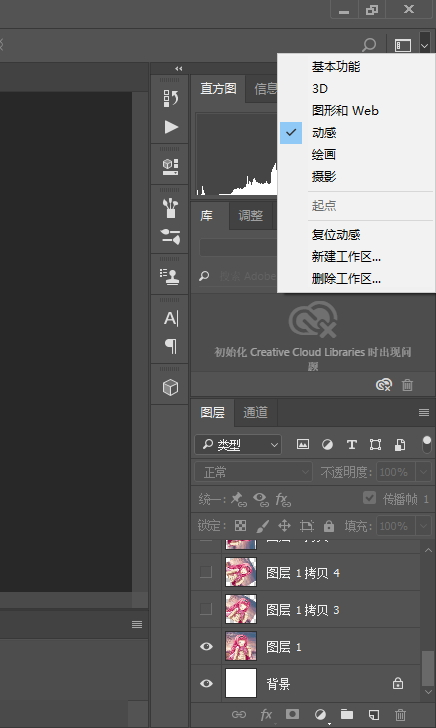 基本功能
3D
图形和 Web
动感
绘画
摄影
起点
复位动感
新建工作区...
删除工作区...
直方图
信息
库
调整
搜索 Adobe
初始化 Creative Cloud Libraries 时出现问
题
图层
通道
类型
正常
不透明度: 100%
统一:
传播帧 1
锁定:
填充: 100%
图层 1 拷贝 4
图层 1 拷贝 3
图层 1
背景
fx